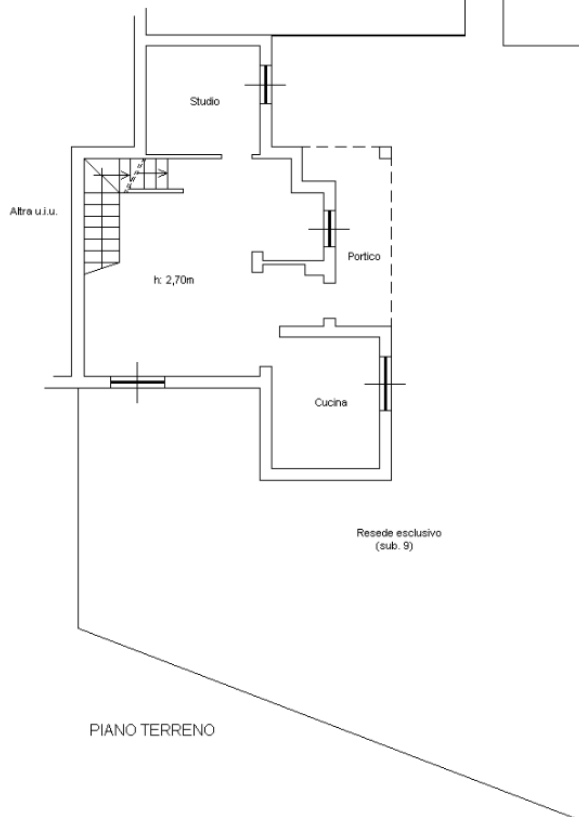 Studio
Altra u.i.u.
Portico
h: 2,70m
Cucina
Resede esclusivo
(sub. 9)
PIANO TERRENO